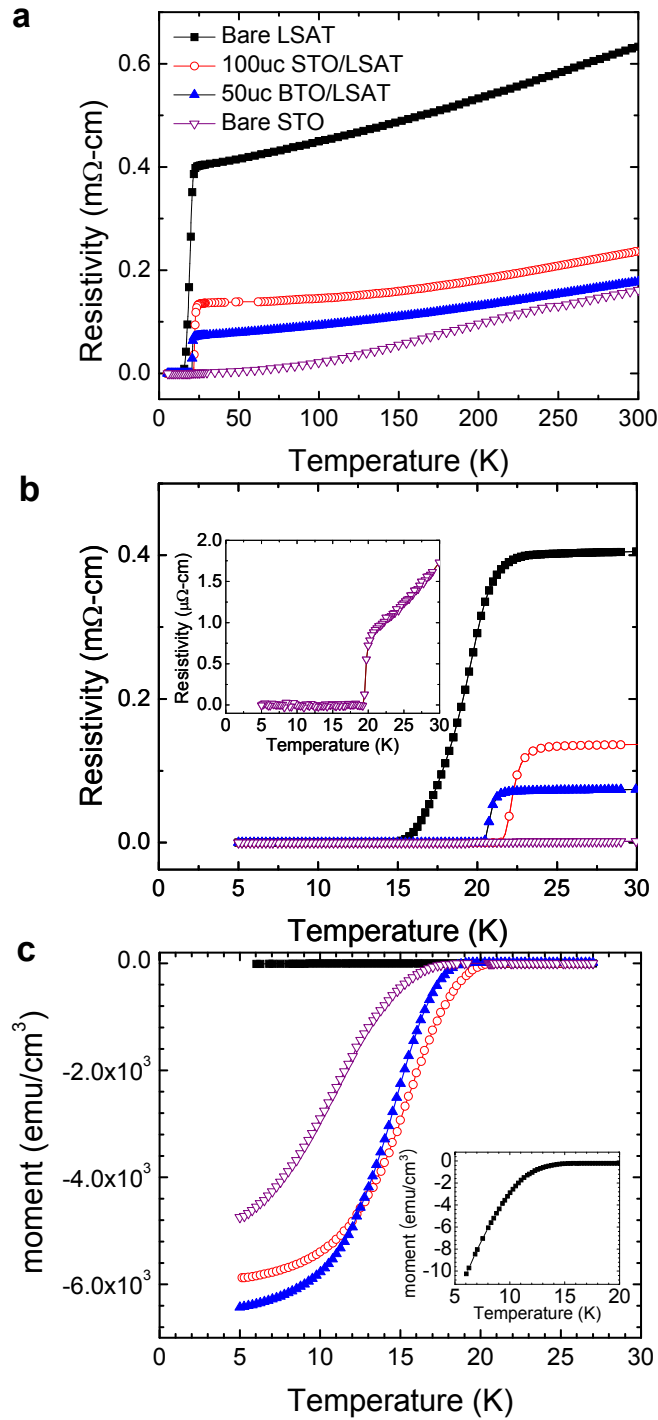 a
Bare LSAT
100uc STO/LSAT
50uc BTO/LSAT
Bare STO
Resistivity (mΩ-cm)
0.6
0.4
0.2
0.0
0 50 100 150 200 250 300
Temperature (K)
b
Resistivity (mΩ-cm)
0.4
0.2
0.0
Resistivity (μΩ-cm)
2.0
1.5
1.0
0.5
0.0
0 5 10 15 20 25 30
Temperature (K)
5 10 15 20 25 30
Temperature (K)
c
moment (emu/cm³)
0.0
-2.0x10³
-4.0x10³
-6.0x10³
moment (emu/cm³)
0
-2
-4
-6
-8
-10
5 10 15 20
Temperature (K)
0 5 10 15 20 25 30
Temperature (K)